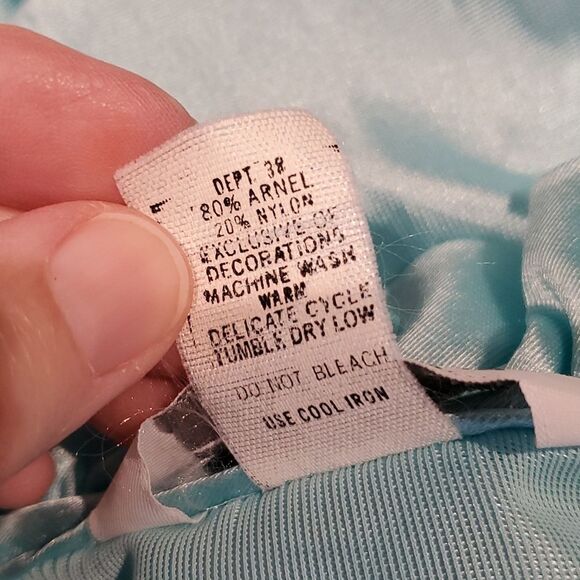 DEPT 38
80% ARNEL
20% NYLON
EXCLUSIVE OF
DECORATIONS
MACHINE WASH
WARM
DELICATE CYCLE
TUMBLE DRY LOW
DO NOT BLEACH
USE COOL IRON